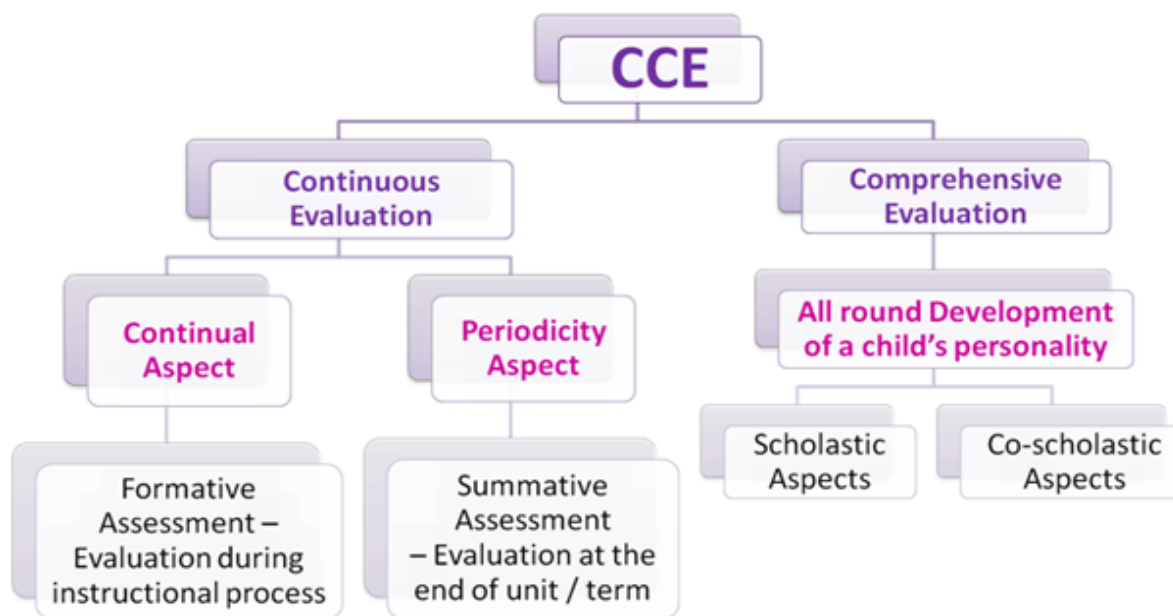 CCE
Continuous
Evaluation
Comprehensive
Evaluation
Continual
Aspect
Periodicity
Aspect
All round Development
of a child's personality
Formative
Assessment –
Evaluation during
instructional process
Summative
Assessment
– Evaluation at the
end of unit / term
Scholastic
Aspects
Co-scholastic
Aspects